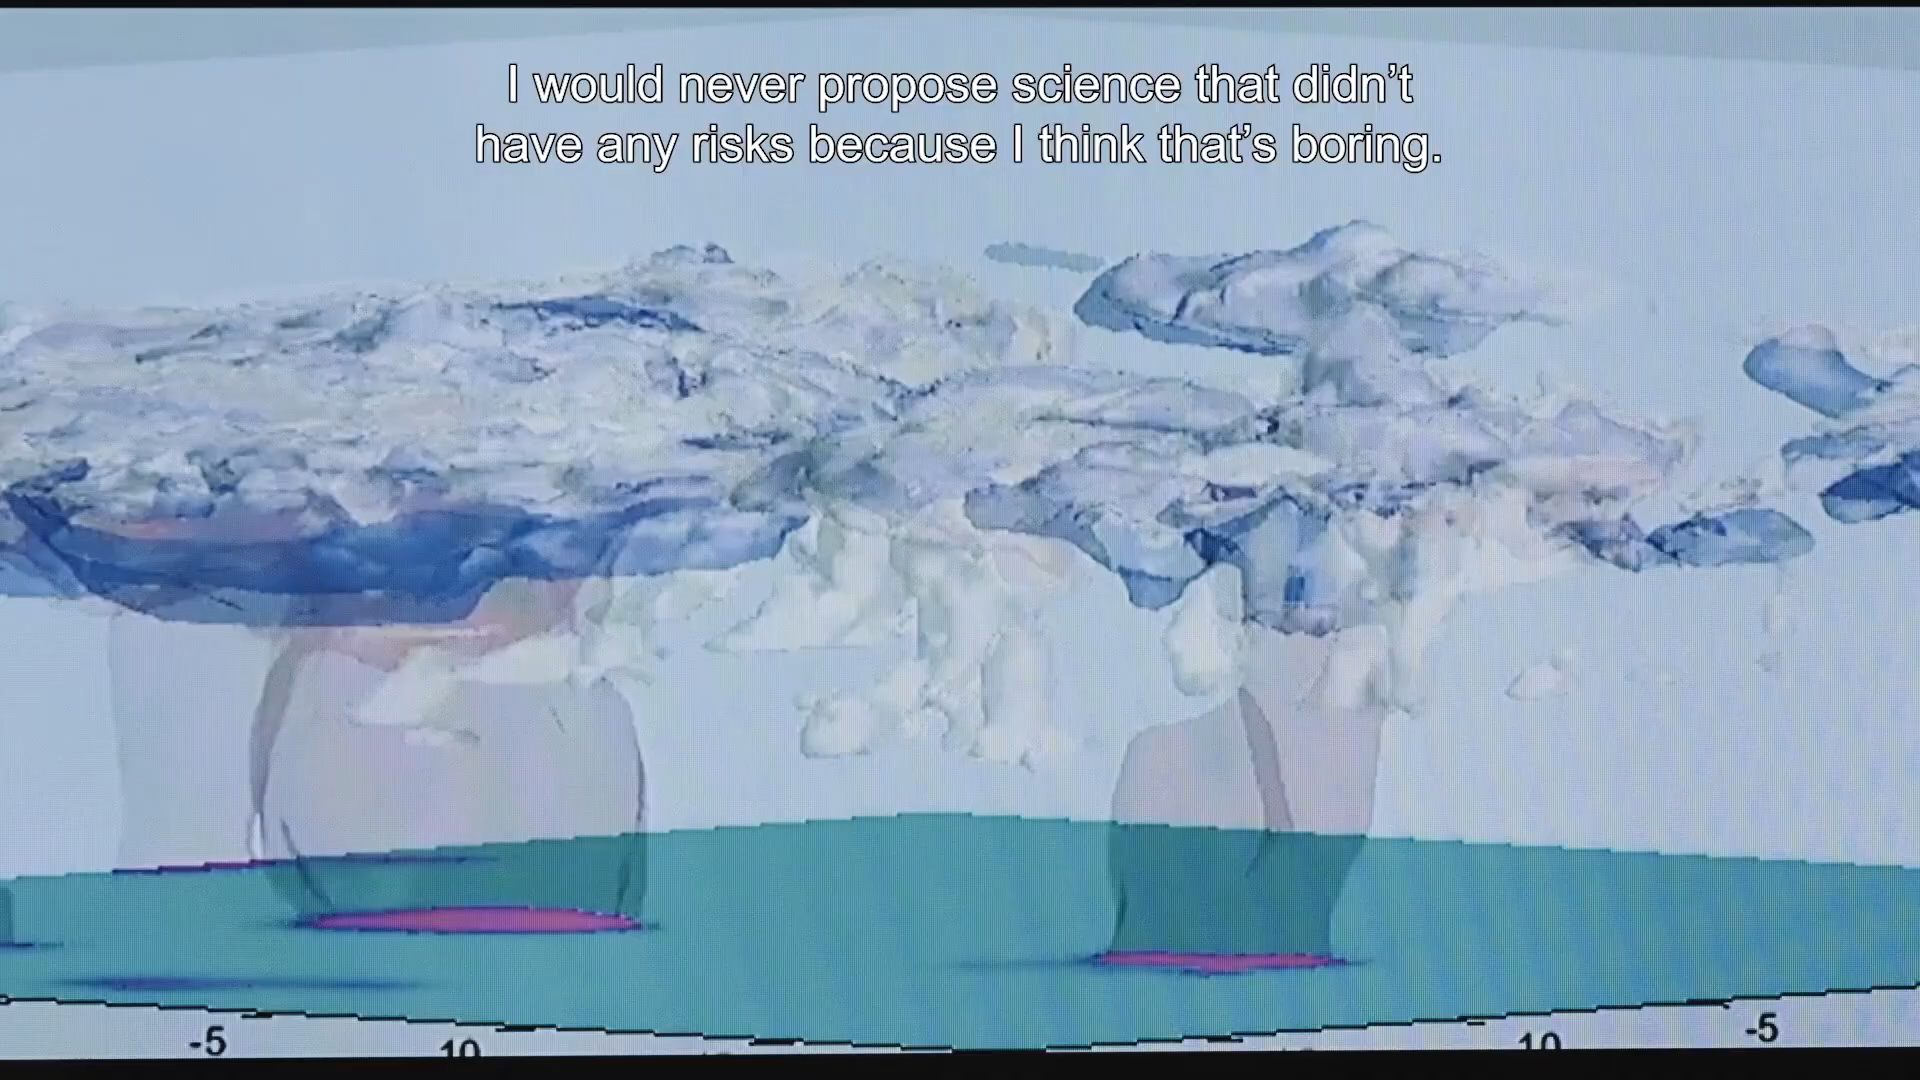 I would never propose science that didn’t
have any risks because I think that’s boring.
-5
10
10
-5